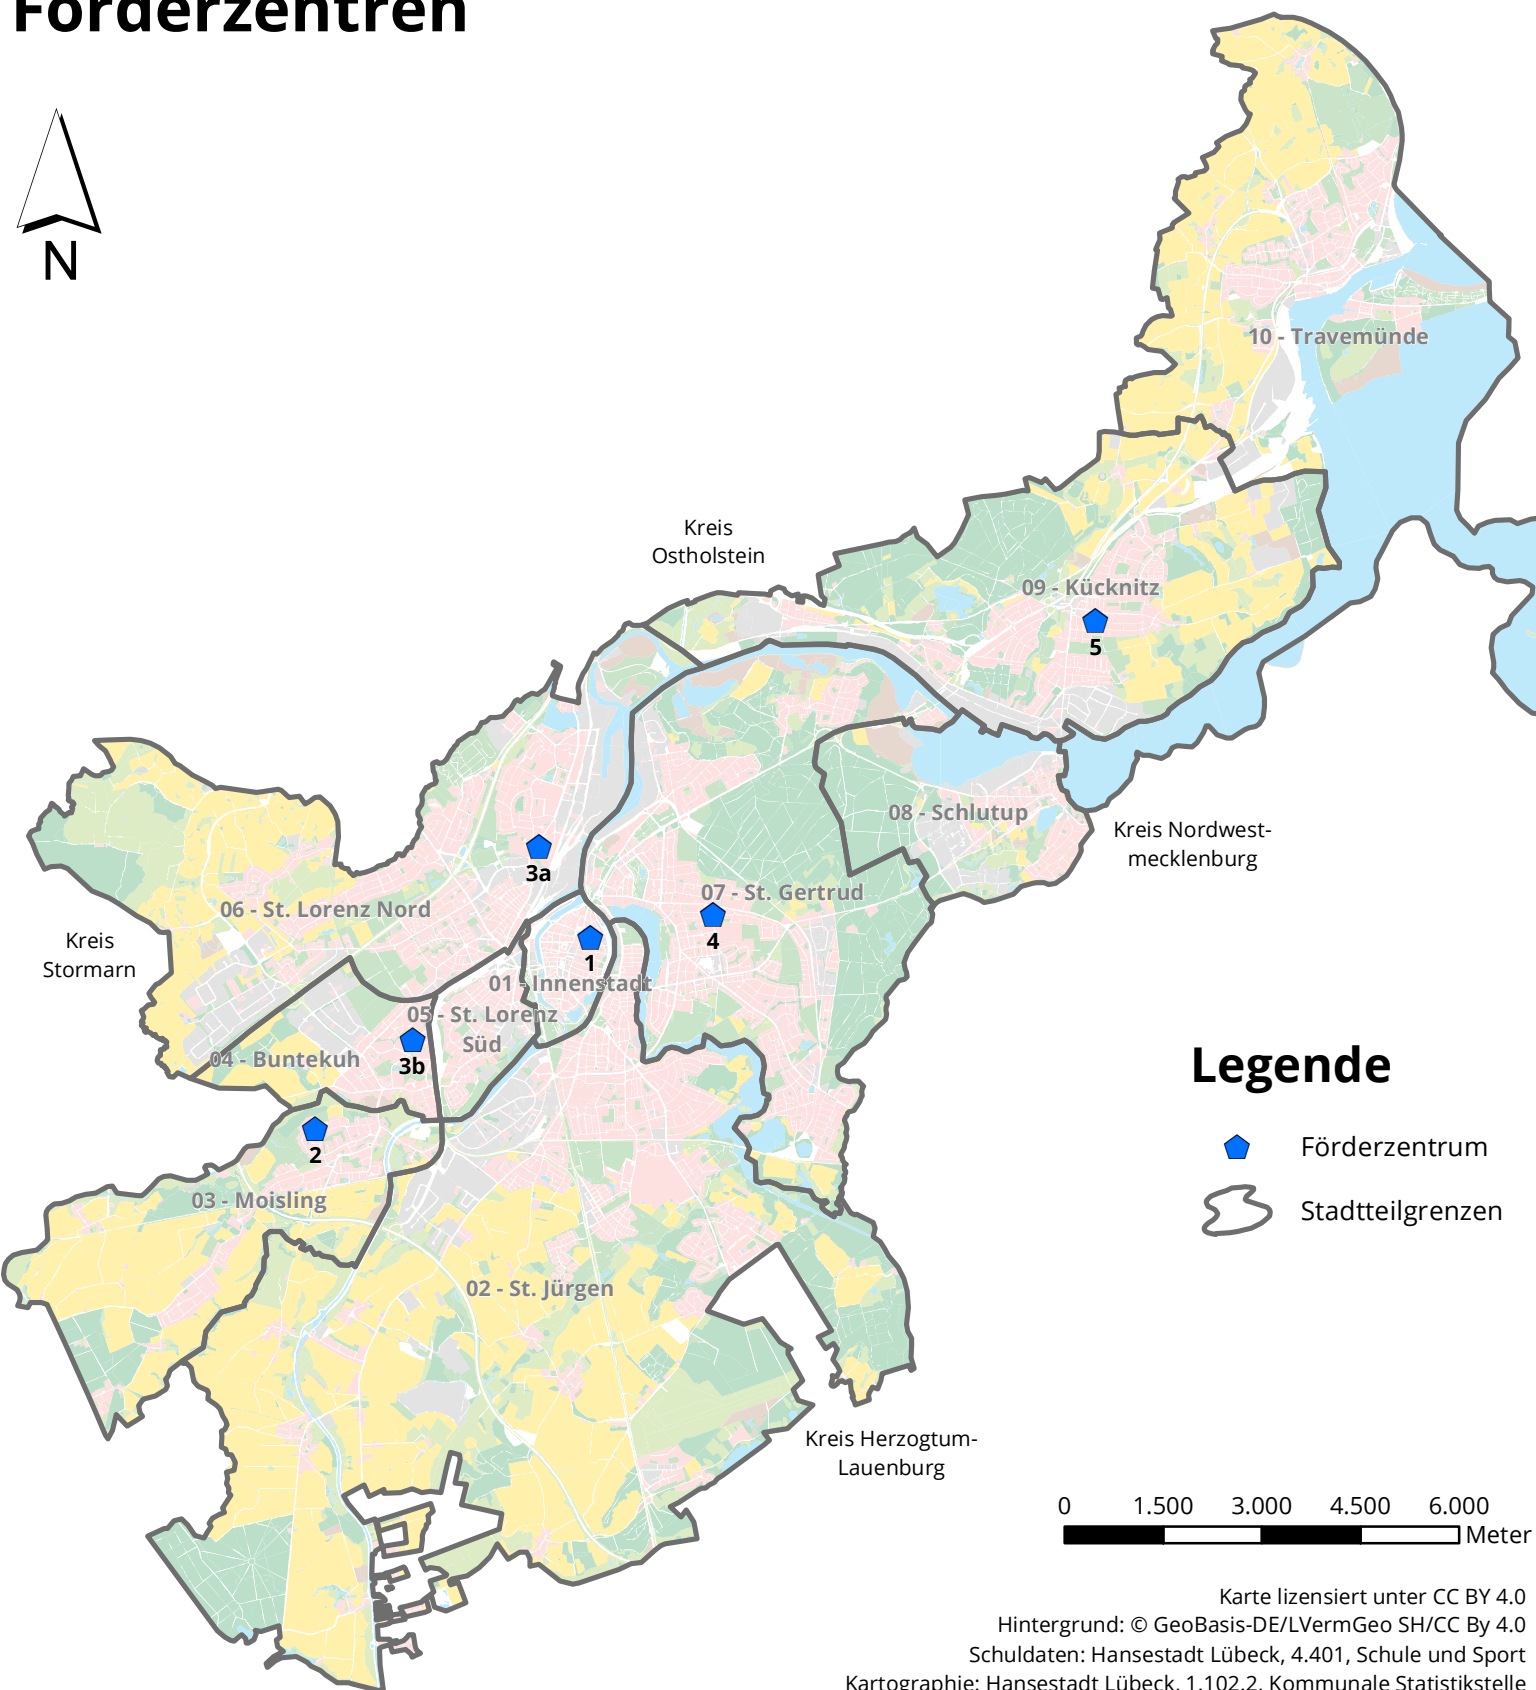 Förderzentren
N
10 - Travemünde
Kreis
Ostholstein
09 - Kücknitz
5
08 - Schlutup
Kreis Nordwest-
mecklenburg
3a
07 - St. Gertrud
06 - St. Lorenz Nord
4
Kreis
Stormarn
1
01 - Innenstadt
05 - St. Lorenz
Süd
04 - Buntekuh
3b
Legende
2
Förderzentrum
03 - Moisling
Stadtteilgrenzen
02 - St. Jürgen
Kreis Herzogtum-
Lauenburg
0 1.500 3.000 4.500 6.000
Meter
Karte lizensiert unter CC BY 4.0
Hintergrund: © GeoBasis-DE/LVermGeo SH/CC By 4.0
Schuldaten: Hansestadt Lübeck, 4.401, Schule und Sport
Kartographie: Hansestadt Lübeck, 1.102.2, Kommunale Statistikstelle